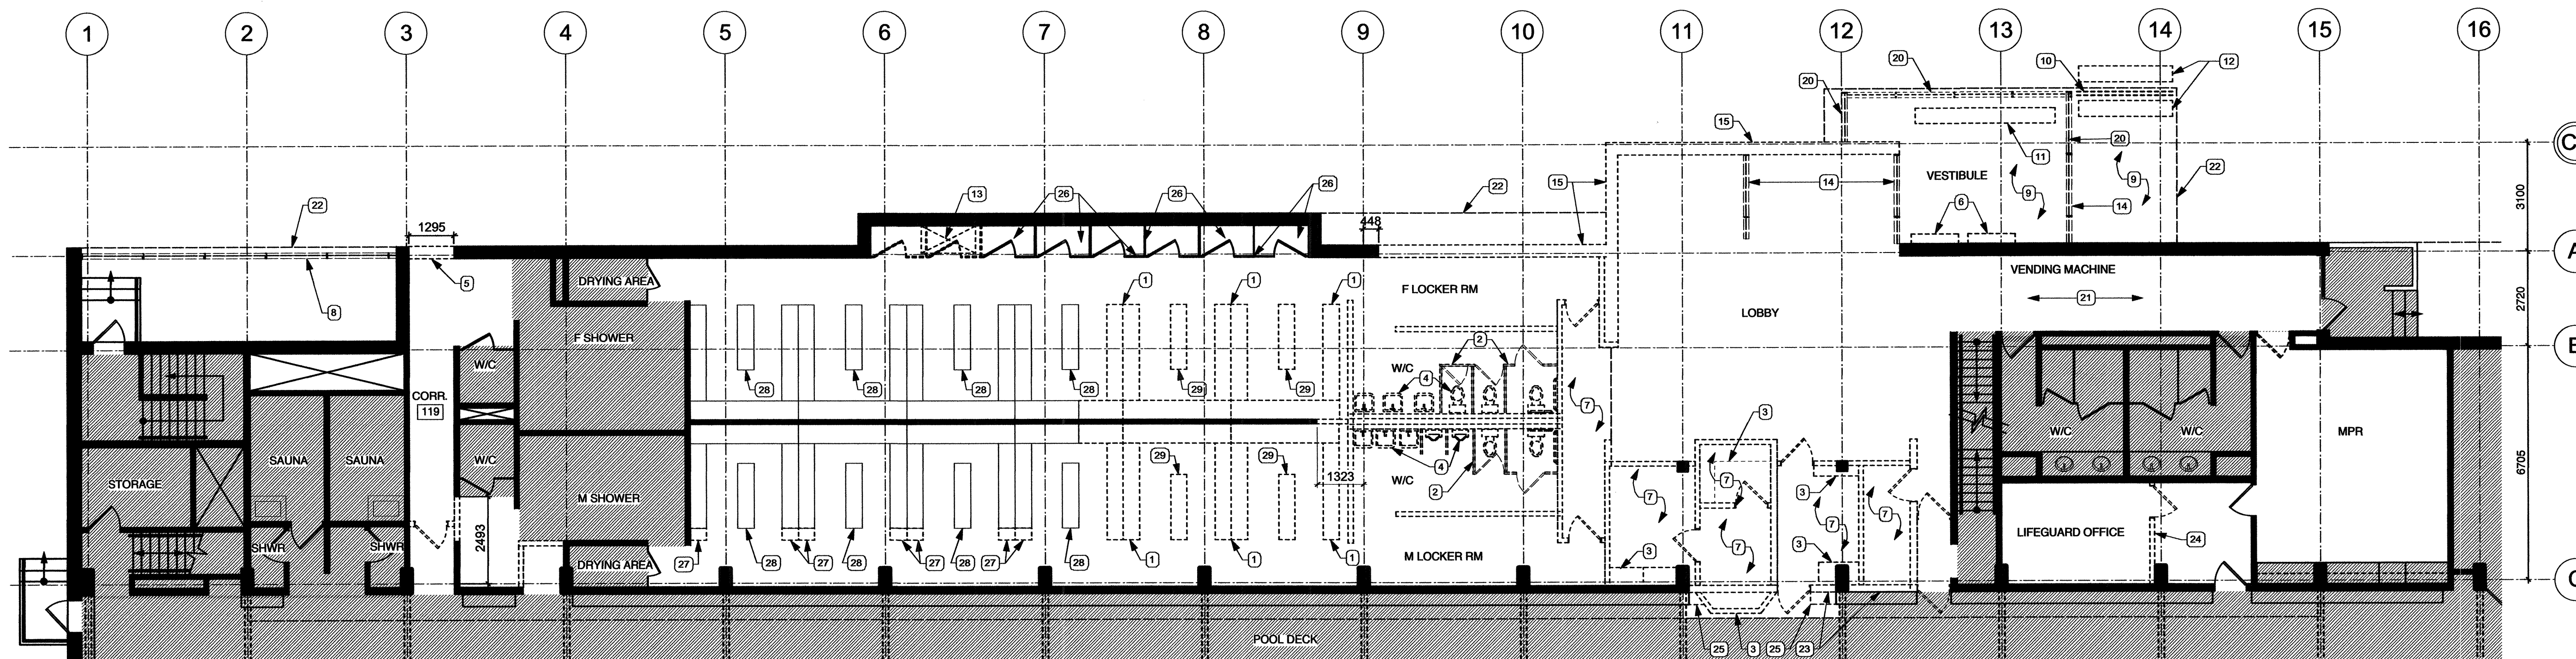 1 2 3 4 5 6 7 8 9 10 11 12 13 14 15 16
20 10 12
20
15 20 11 C
22 13 26 26 26 15 22 14 VESTIBULE 9 9 22
1295 448 6 14 3100
5 8 DRYING AREA 1 1 1 F LOCKER RM VENDING MACHINE A
21
LOBBY 2720
F SHOWER 2 B
W/C 28 28 28 28 29 29 W/C 4
CORR.
119 7 3
W/C W/C W/C MPR
SAUNA SAUNA W/C 29 29 4 6705
STORAGE 1323 W/C 2 7 7 3 7 7
M SHOWER
2493 LIFEGUARD OFFICE 24
SHWR SHWR 7 3
DRYING AREA 27 28 27 28 27 28 27 28 1 1 1 M LOCKER RM 3
POOL DECK 25 3 25 23